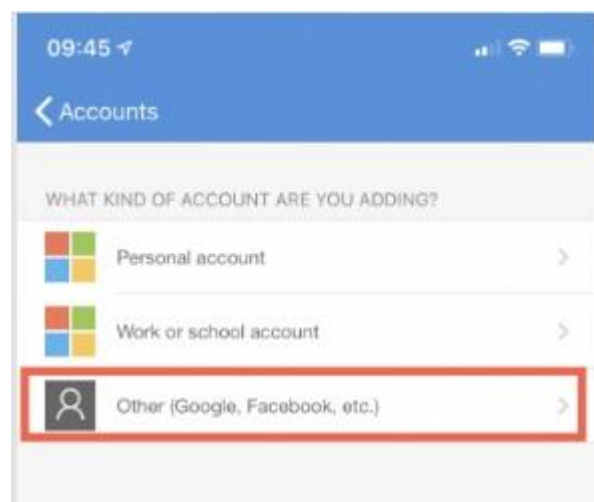 09:45
Accounts
WHAT KIND OF ACCOUNT ARE YOU ADDING?
Personal account
Work or school account
Other (Google, Facebook, etc.)